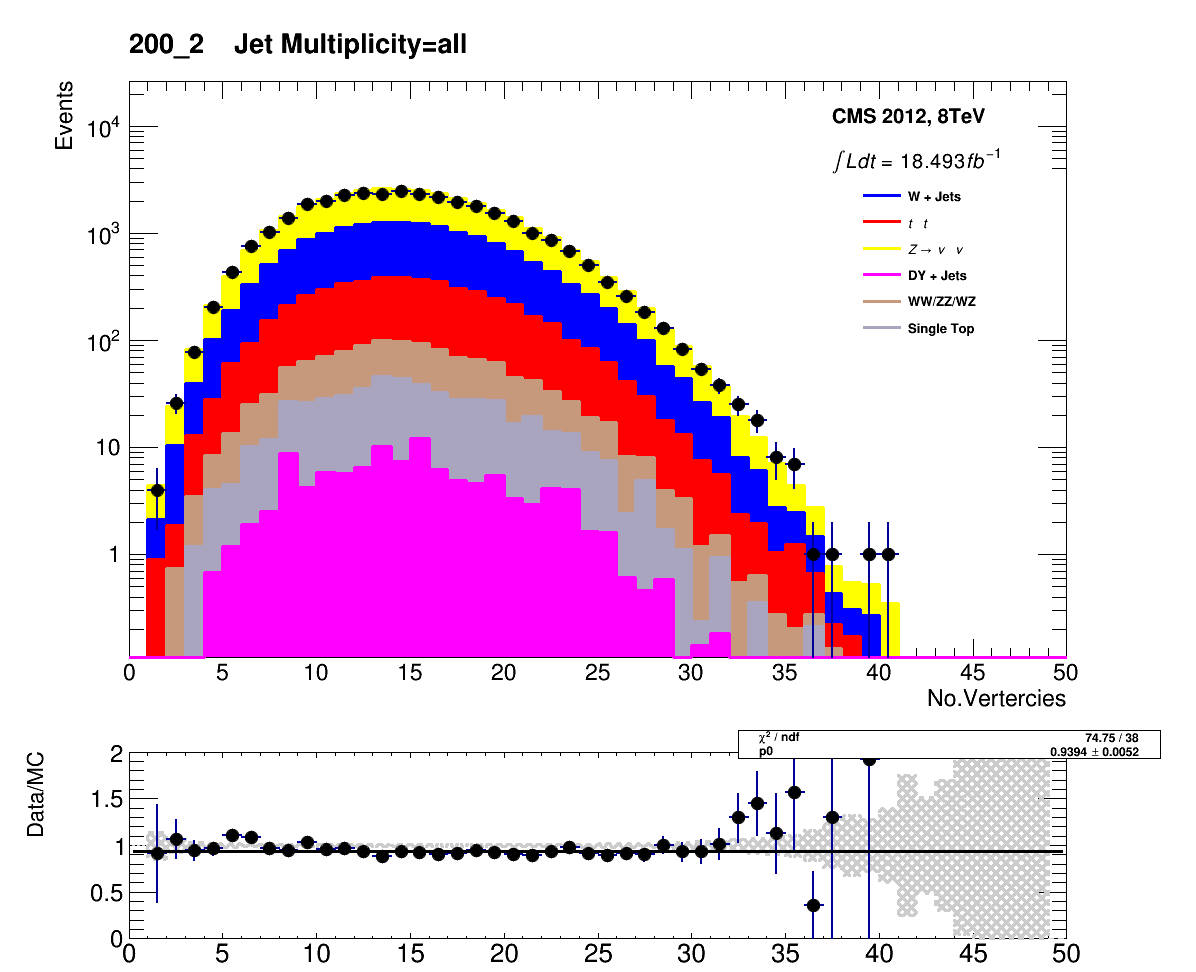 200_2 Jet Multiplicity=all
Events
10⁴
10³
10²
10
1
CMS 2012, 8TeV
∫Ldt = 18.493fb⁻¹
W + Jets
t t
Z → ν ν
DY + Jets
WW/ZZ/WZ
Single Top
0 5 10 15 20 25 30 35 40 45 50
No.Vertercies
χ² / ndf 74.75 / 38
p0 0.9394 ± 0.0052
Data/MC
2
1.5
1
0.5
0
0 5 10 15 20 25 30 35 40 45 50